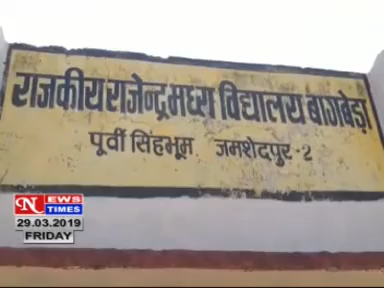 राजकीय राजेन्द्र मध्य विद्यालय बागबेड़ा
पूर्वी सिंहभूम जमशेदपुर-2
N NEWS
TIMES
29.03.2019
FRIDAY